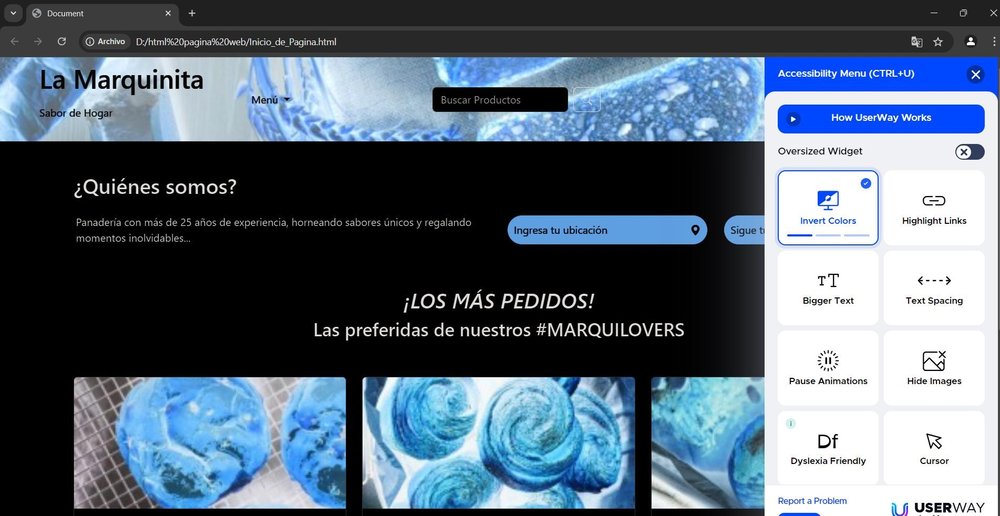 Document
Archivo
D:/html%20pagina%20web/Inicio_de_Pagina.html
La Marquinita
Sabor de Hogar
Menú
Buscar Productos
¿Quiénes somos?
Panadería con más de 25 años de experiencia, horneando sabores únicos y regalando
momentos inolvidables...
Ingresa tu ubicación
Sigue
¡LOS MÁS PEDIDOS!
Las preferidas de nuestros #MARQUILOVERS
Accessibility Menu (CTRL+U)
How UserWay Works
Oversized Widget
Invert Colors
Highlight Links
Bigger Text
Text Spacing
Pause Animations
Hide Images
Df
Dyslexia Friendly
Cursor
Report a Problem
USERWAY